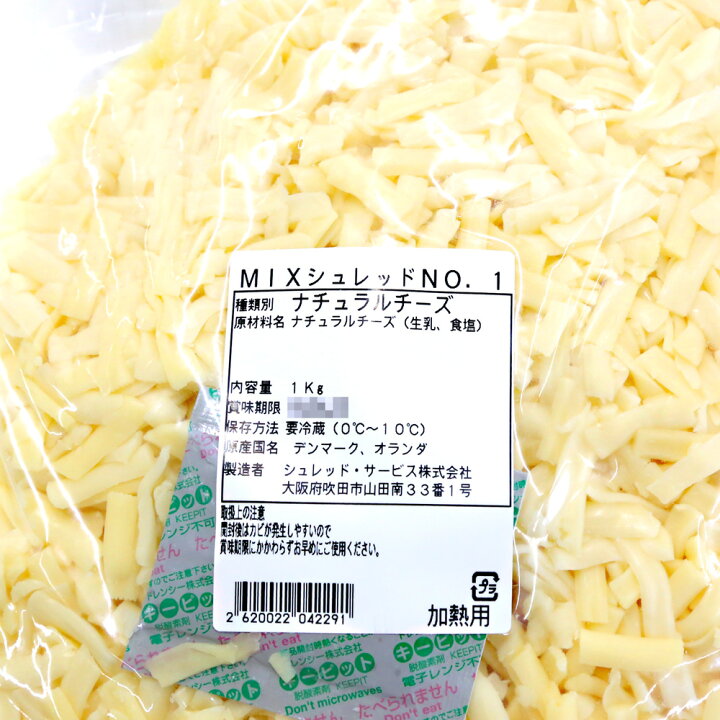 MIXシュレッドNO. 1
種類別 ナチュラルチーズ
原材料名 ナチュラルチーズ（生乳、食塩）
内容量 1Kg
賞味期限
保存方法 要冷蔵（0℃～10℃）
原産国名 デンマーク、オランダ
製造者 シュレッド・サービス株式会社
大阪府吹田市山田南33番1号
取扱上の注意
開封後はカビが発生しやすいので
賞味期限にかかわらずお早めにご使用ください。
2 620022 042291
プラ
加熱用
キーピット
脱酸素剤 KEEPIT
電子レンジ不可
Don't microwaves
たべられません
Don't eat